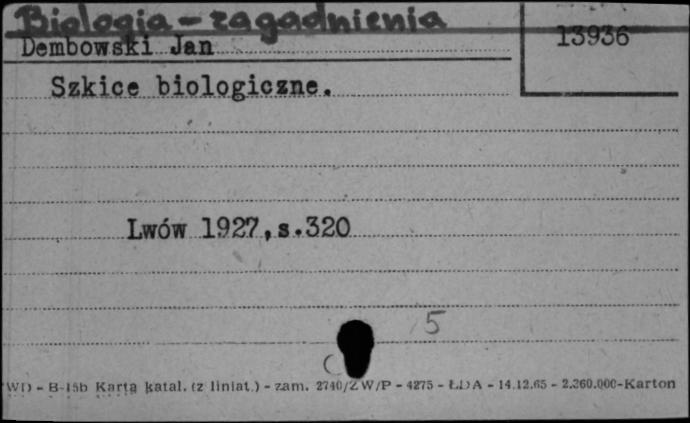 Biologia - zagadnienia
Dembowski Jan
13936
Szkice biologiczne.
Lwów 1927, s.320
5
C
WD - B-15b Karta katal. (z liniat.) - zam. 2740/Z W/P - 4275 - ŁDA - 14.12.65 - 2.360.000-Karton